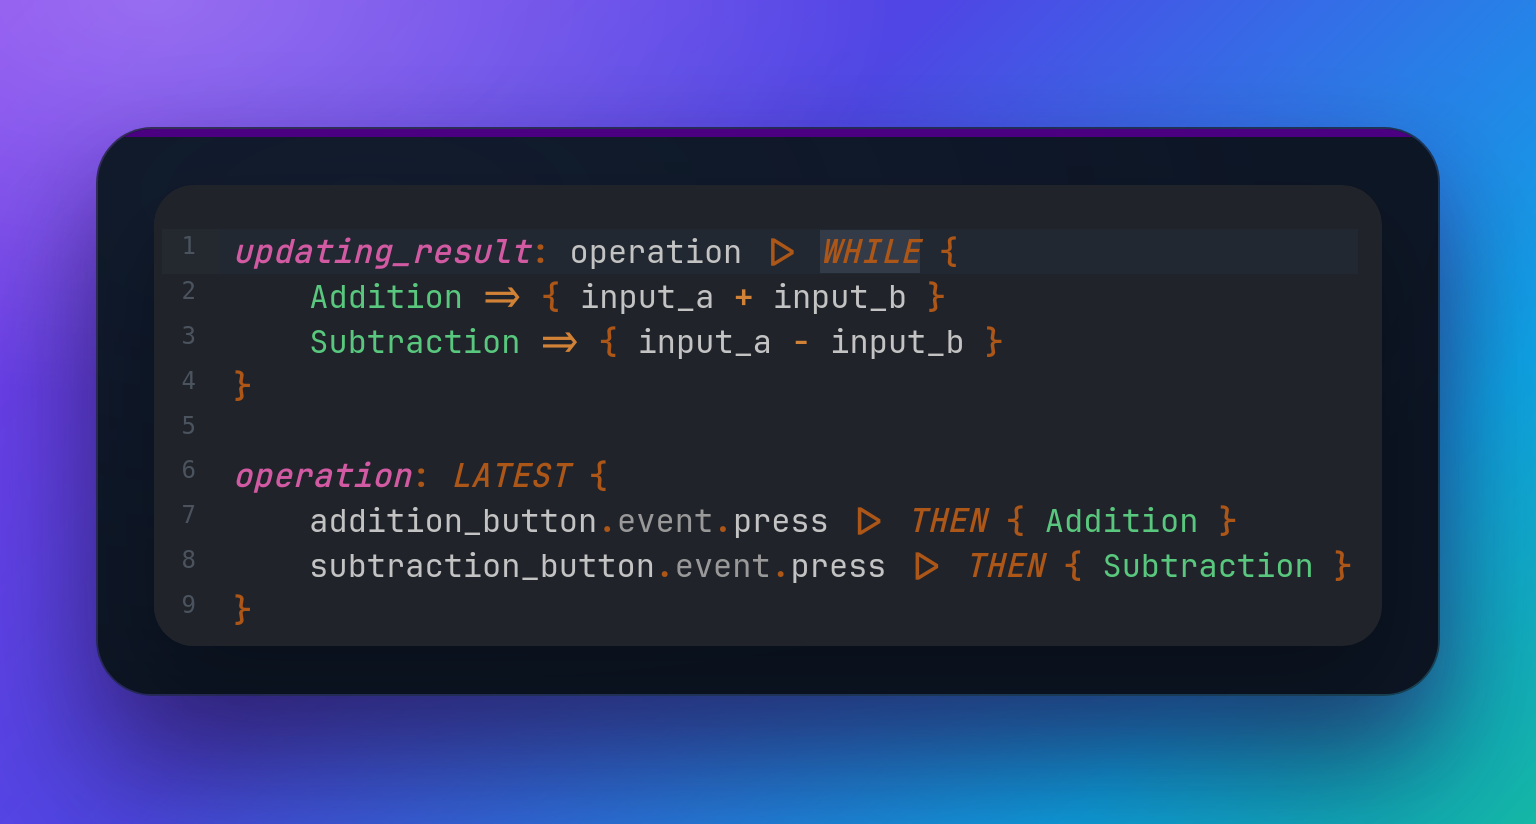 1 updating_result: operation ▷ WHILE {
2     Addition => { input_a + input_b }
3     Subtraction => { input_a - input_b }
4 }
5
6 operation: LATEST {
7     addition_button.event.press ▷ THEN { Addition }
8     subtraction_button.event.press ▷ THEN { Subtraction }
9 }